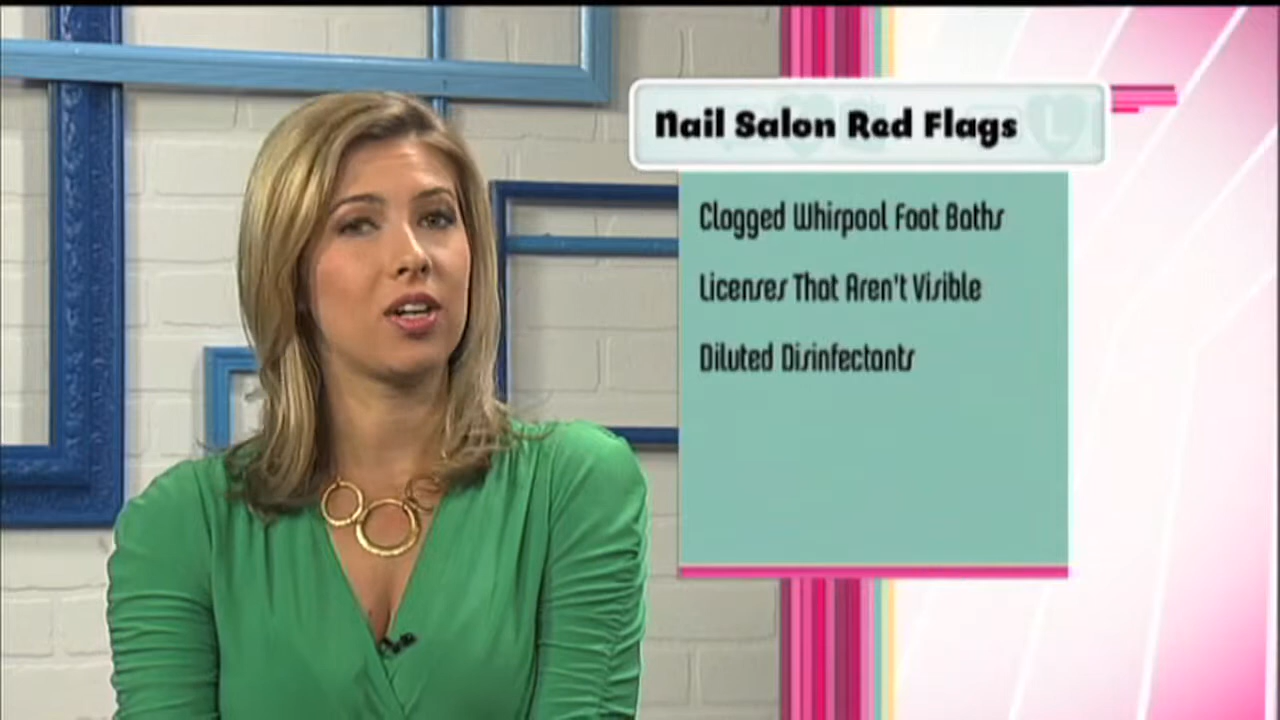 Nail Salon Red Flags
Clogged Whirpool Foot Baths
Licenses That Aren't Visible
Diluted Disinfectants